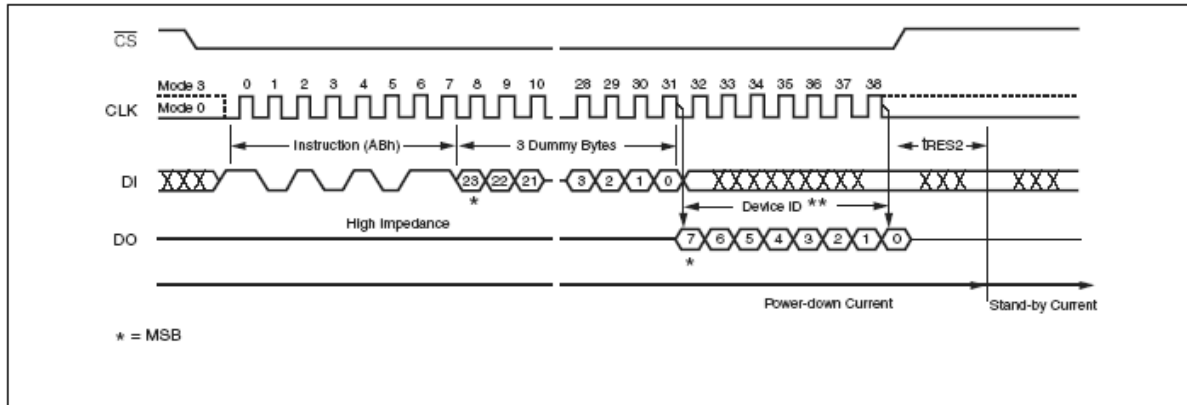 CS
Mode 3 0 1 2 3 4 5 6 7 8 9 10 28 29 30 31 32 33 34 35 36 37 38
CLK Mode 0
Instruction (ABh) 3 Dummy Bytes tRES2
DI 23 22 21 3 2 1 0
* Device ID **
High Impedance
DO 7 6 5 4 3 2 1 0
*
Power-down Current Stand-by Current
* = MSB